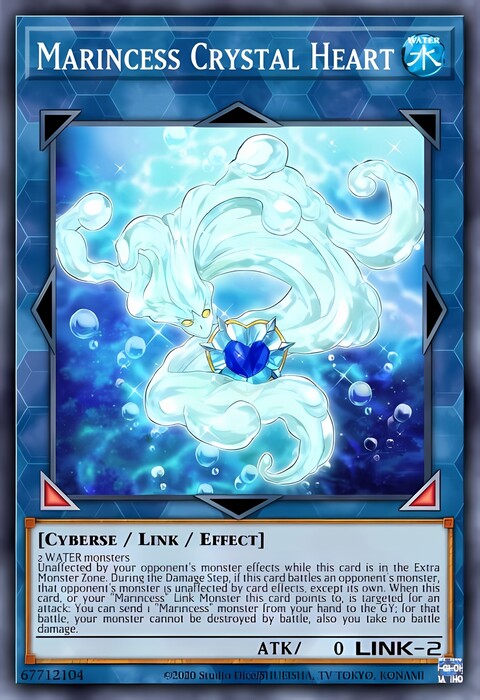 MARINCESS CRYSTAL HEART
WATER
水
[CYBERSE / LINK / EFFECT]
2 WATER monsters
Unaffected by your opponent's monster effects while this card is in the Extra
Monster Zone. During the Damage Step, if this card battles an opponent's monster,
that opponent's monster is unaffected by card effects, except its own. When this
card, or your "Marincess" Link Monster this card points to, is targeted for an
attack: You can send 1 "Marincess" monster from your hand to the GY; for that
battle, your monster cannot be destroyed by battle, also you take no battle
damage.
ATK/ 0 LINK-2
67712104 ©2020 Studio Dice/SHUEISHA, TV TOKYO, KONAMI